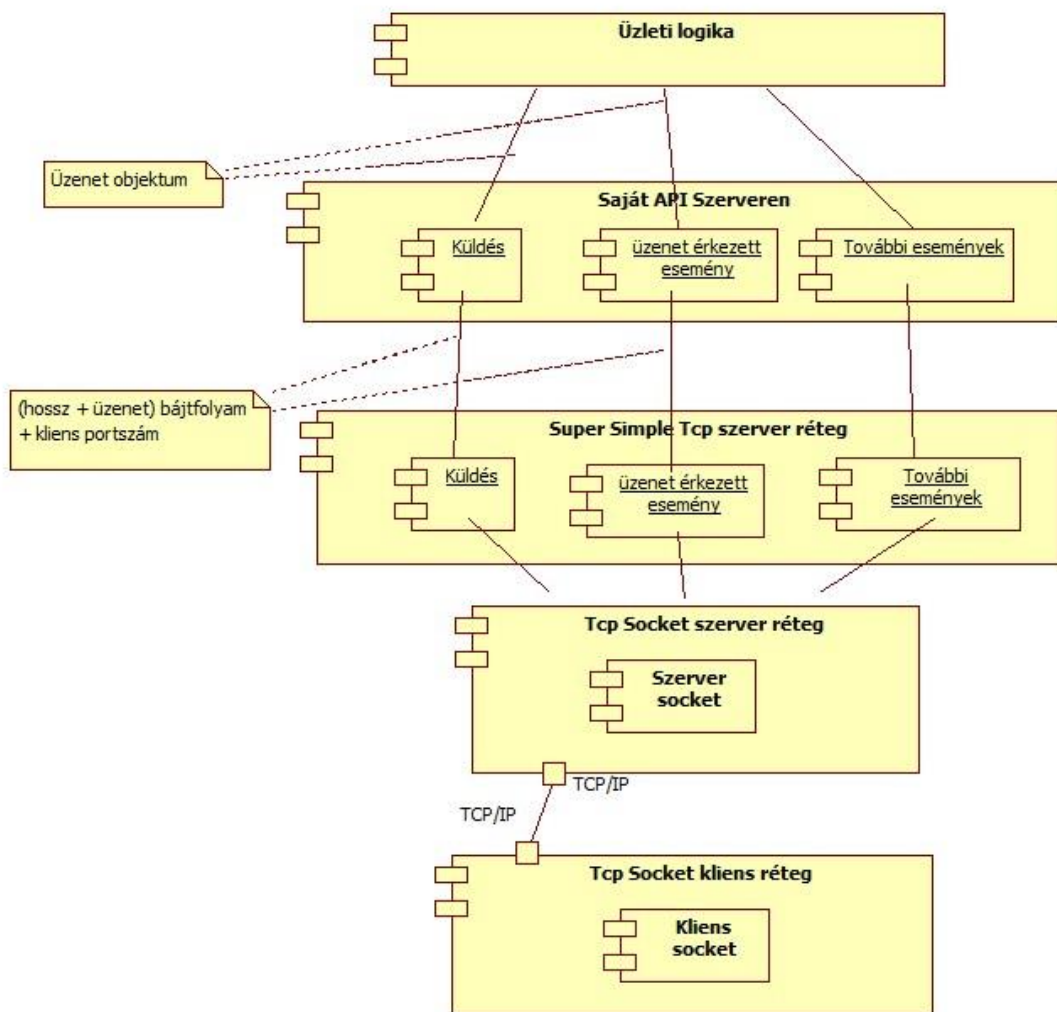 Üzleti logika
Üzenet objektum
Saját API Szerveren
Küldés
üzenet érkezett
esemény
További események
(hossz + üzenet) bájtfolyam
+ kliens portszám
Super Simple Tcp szerver réteg
Küldés
üzenet érkezett
esemény
További
események
Tcp Socket szerver réteg
Szerver
socket
TCP/IP
TCP/IP
Tcp Socket kliens réteg
Kliens
socket